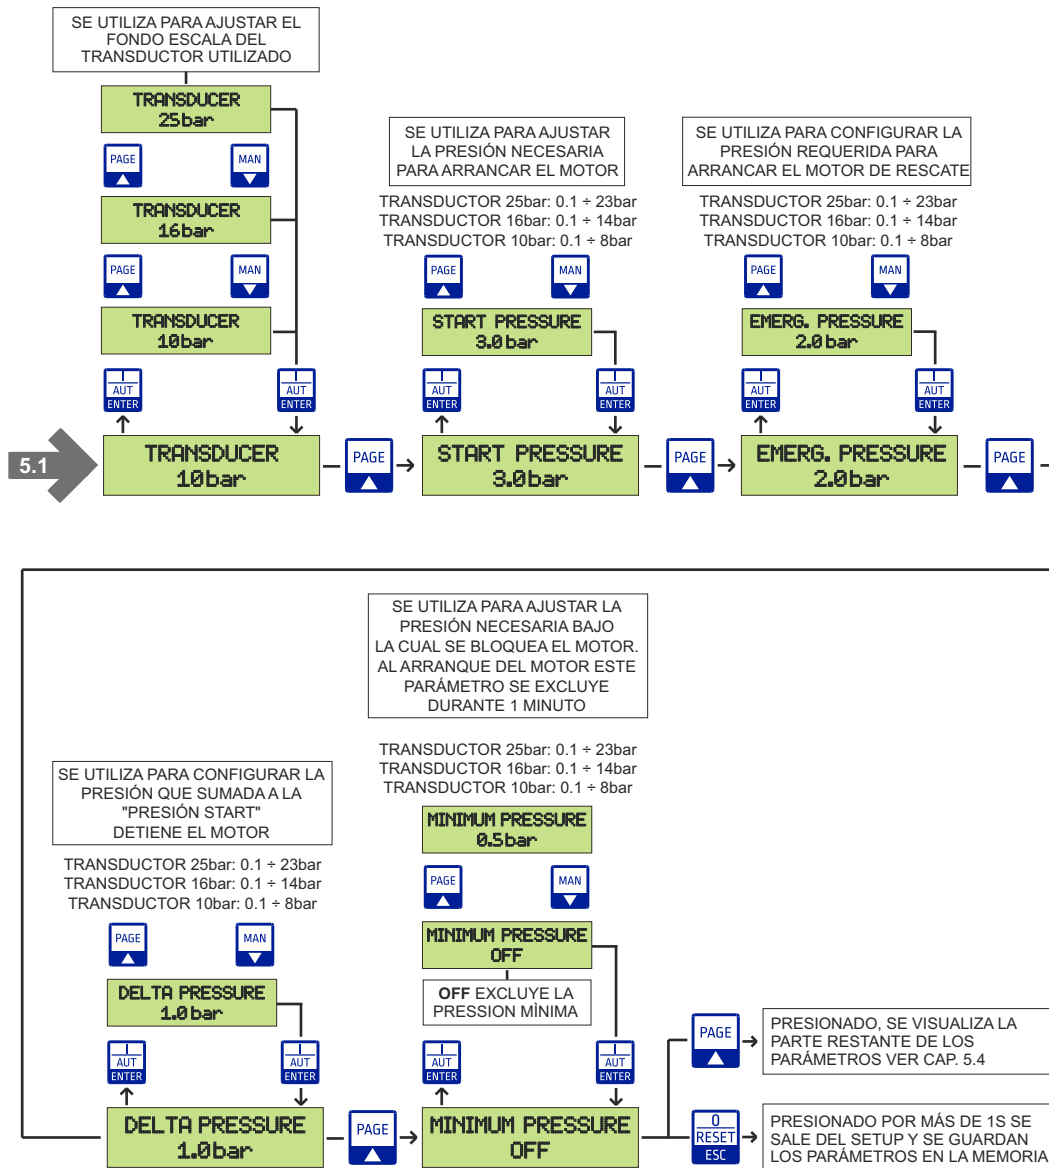 SE UTILIZA PARA AJUSTAR EL
FONDO ESCALA DEL
TRANSDUCTOR UTILIZADO
TRANSDUCER
25bar
PAGE
MAN
TRANSDUCER
16bar
PAGE
MAN
TRANSDUCER
10bar
AUT
ENTER
AUT
ENTER
5.1
TRANSDUCER
10bar
PAGE
SE UTILIZA PARA AJUSTAR
LA PRESIÓN NECESARIA
PARA ARRANCAR EL MOTOR
TRANSDUCTOR 25bar: 0.1 ÷ 23bar
TRANSDUCTOR 16bar: 0.1 ÷ 14bar
TRANSDUCTOR 10bar: 0.1 ÷ 8bar
PAGE
MAN
START PRESSURE
3.0 bar
I
AUT
ENTER
I
AUT
ENTER
START PRESSURE
3.0bar
PAGE
SE UTILIZA PARA CONFIGURAR LA
PRESIÓN REQUERIDA PARA
ARRANCAR EL MOTOR DE RESCATE
TRANSDUCTOR 25bar: 0.1 ÷ 23bar
TRANSDUCTOR 16bar: 0.1 ÷ 14bar
TRANSDUCTOR 10bar: 0.1 ÷ 8bar
PAGE
MAN
EMERG. PRESSURE
2.0 bar
I
AUT
ENTER
I
AUT
ENTER
EMERG. PRESSURE
2.0bar
PAGE
SE UTILIZA PARA CONFIGURAR LA
PRESIÓN QUE SUMADA A LA
"PRESIÓN START"
DETIENE EL MOTOR
TRANSDUCTOR 25bar: 0.1 ÷ 23bar
TRANSDUCTOR 16bar: 0.1 ÷ 14bar
TRANSDUCTOR 10bar: 0.1 ÷ 8bar
PAGE
MAN
DELTA PRESSURE
1.0 bar
I
AUT
ENTER
I
AUT
ENTER
DELTA PRESSURE
1.0bar
PAGE
SE UTILIZA PARA AJUSTAR LA
PRESIÓN NECESARIA BAJO
LA CUAL SE BLOQUEA EL MOTOR.
AL ARRANQUE DEL MOTOR ESTE
PARÁMETRO SE EXCLUYE
DURANTE 1 MINUTO
TRANSDUCTOR 25bar: 0.1 ÷ 23bar
TRANSDUCTOR 16bar: 0.1 ÷ 14bar
TRANSDUCTOR 10bar: 0.1 ÷ 8bar
MINIMUM PRESSURE
0.5bar
PAGE
MAN
MINIMUM PRESSURE
OFF
OFF EXCLUYE LA
PRESSION MÌNIMA
I
AUT
ENTER
I
AUT
ENTER
MINIMUM PRESSURE
OFF
PAGE
PRESIONADO, SE VISUALIZA LA
PARTE RESTANTE DE LOS
PARÁMETROS VER CAP. 5.4
0
RESET
ESC
PRESIONADO POR MÁS DE 1S SE
SALE DEL SETUP Y SE GUARDAN
LOS PARÁMETROS EN LA MEMORIA